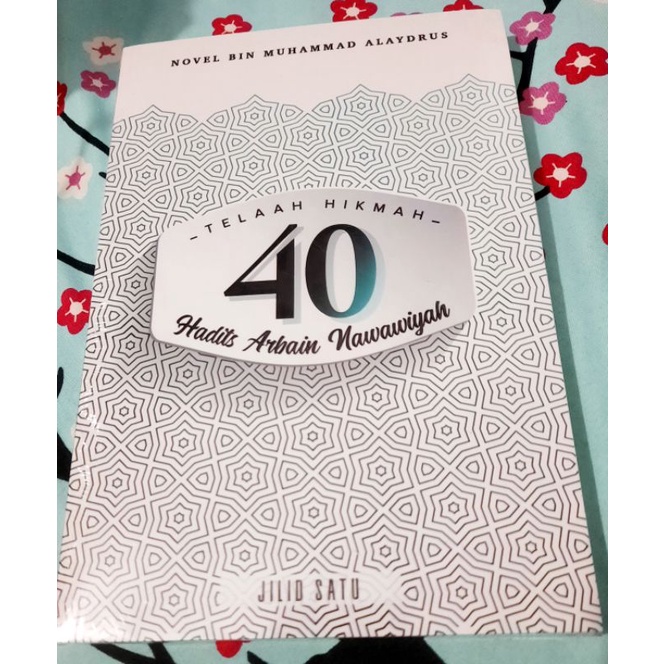 NOVEL BIN MUHAMMAD ALAYDRUS
-TELAAH HIKMAH-
40
Hadits Arbain Nawawiyah
JILID SATU